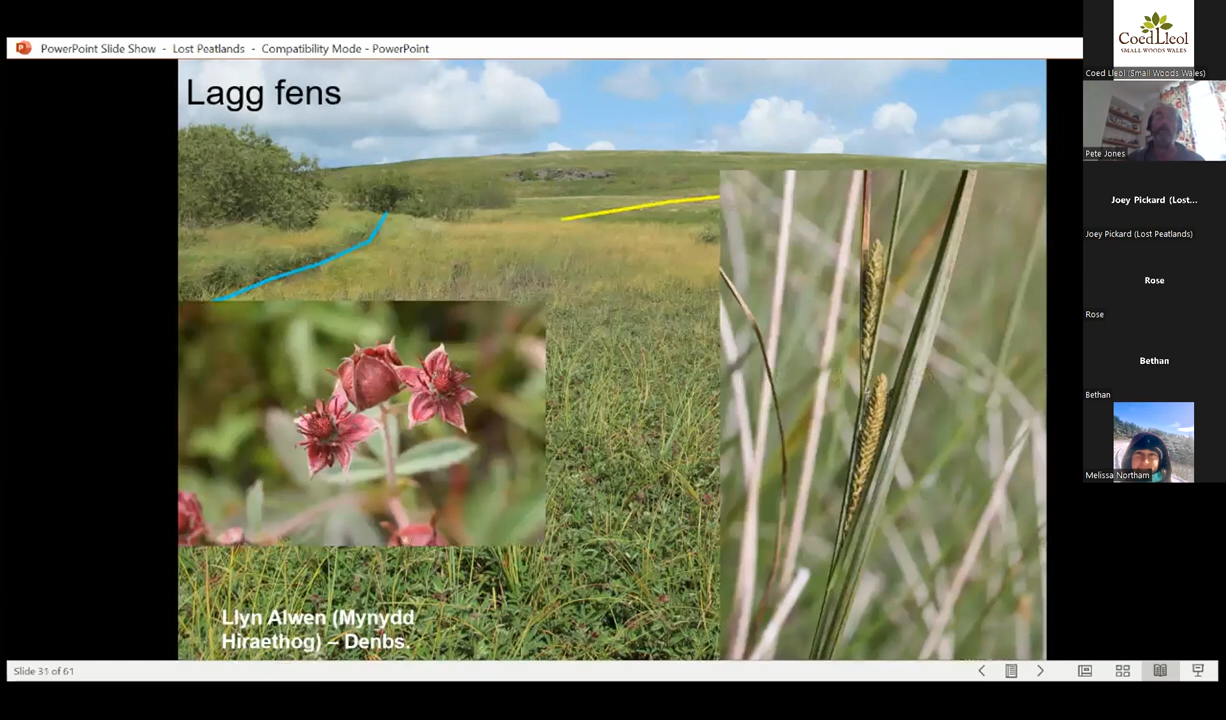 PowerPoint Slide Show - Lost Peatlands - Compatibility Mode - PowerPoint
Lagg fens
Llyn Alwen (Mynydd
Hiraethog) – Denbs.
Slide 31 of 61
Coed Lleol
SMALL WOODS WALES
Coed Lleol (Small Woods Wales)
Pete Jones
Joey Pickard (Lost...
Joey Pickard (Lost Peatlands)
Rose
Rose
Bethan
Bethan
Melissa Northam